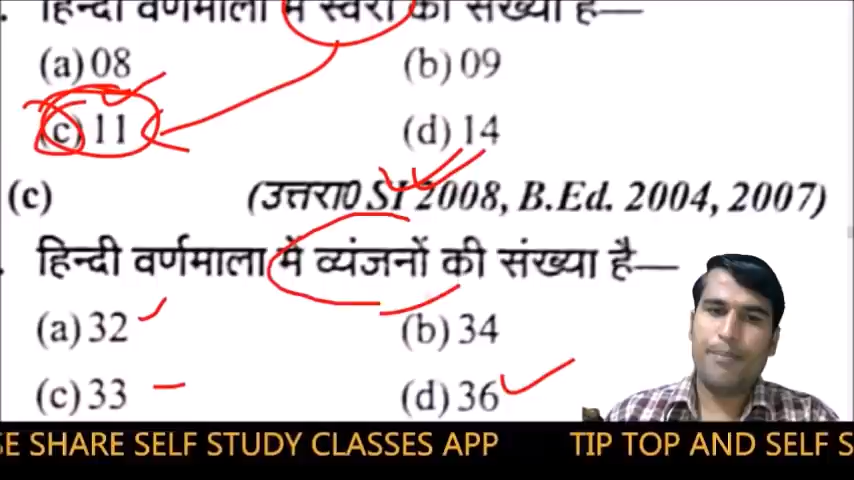 . हिन्दी वर्णमाला में स्वरों की संख्या है—
(a) 08 (b) 09
(c) 11 (d) 14
(c) (उत्तरा0 SI 2008, B.Ed. 2004, 2007)
. हिन्दी वर्णमाला में व्यंजनों की संख्या है—
(a) 32 (b) 34
(c) 33 (d) 36
SE SHARE SELF STUDY CLASSES APP TIP TOP AND SELF S